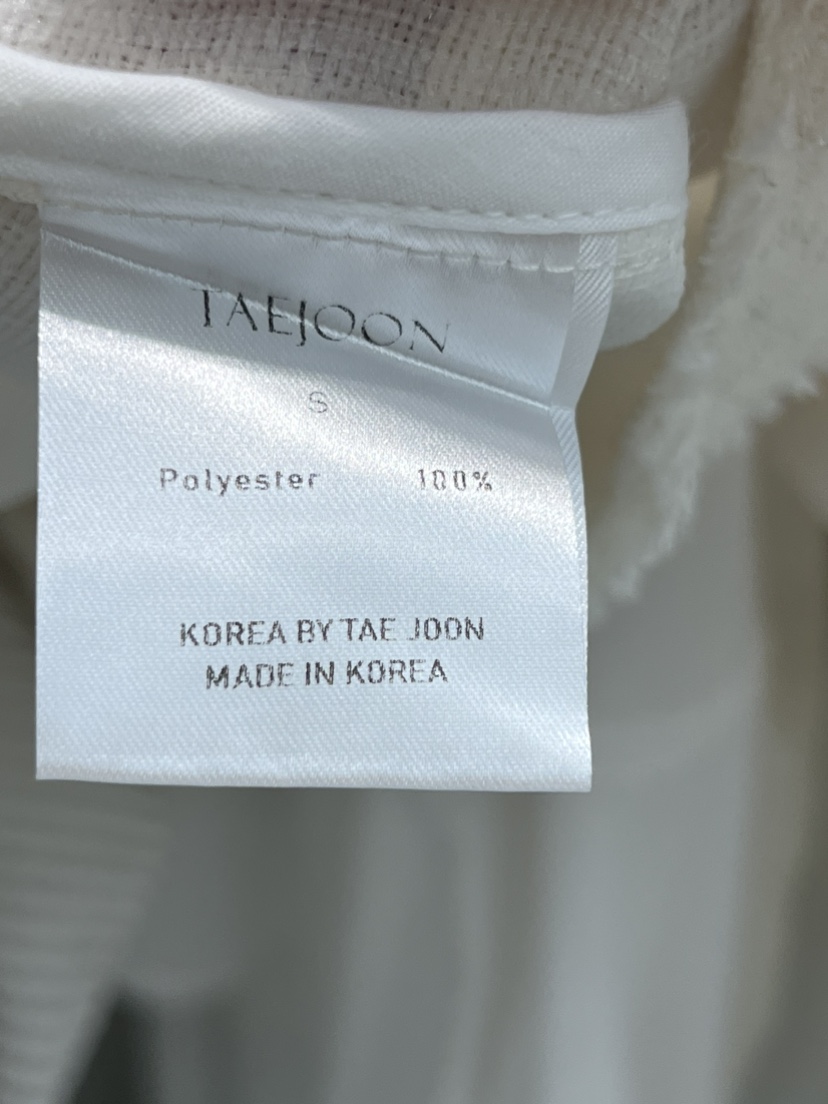 TAEJOON
S
Polyester 100%
KOREA BY TAE JOON
MADE IN KOREA